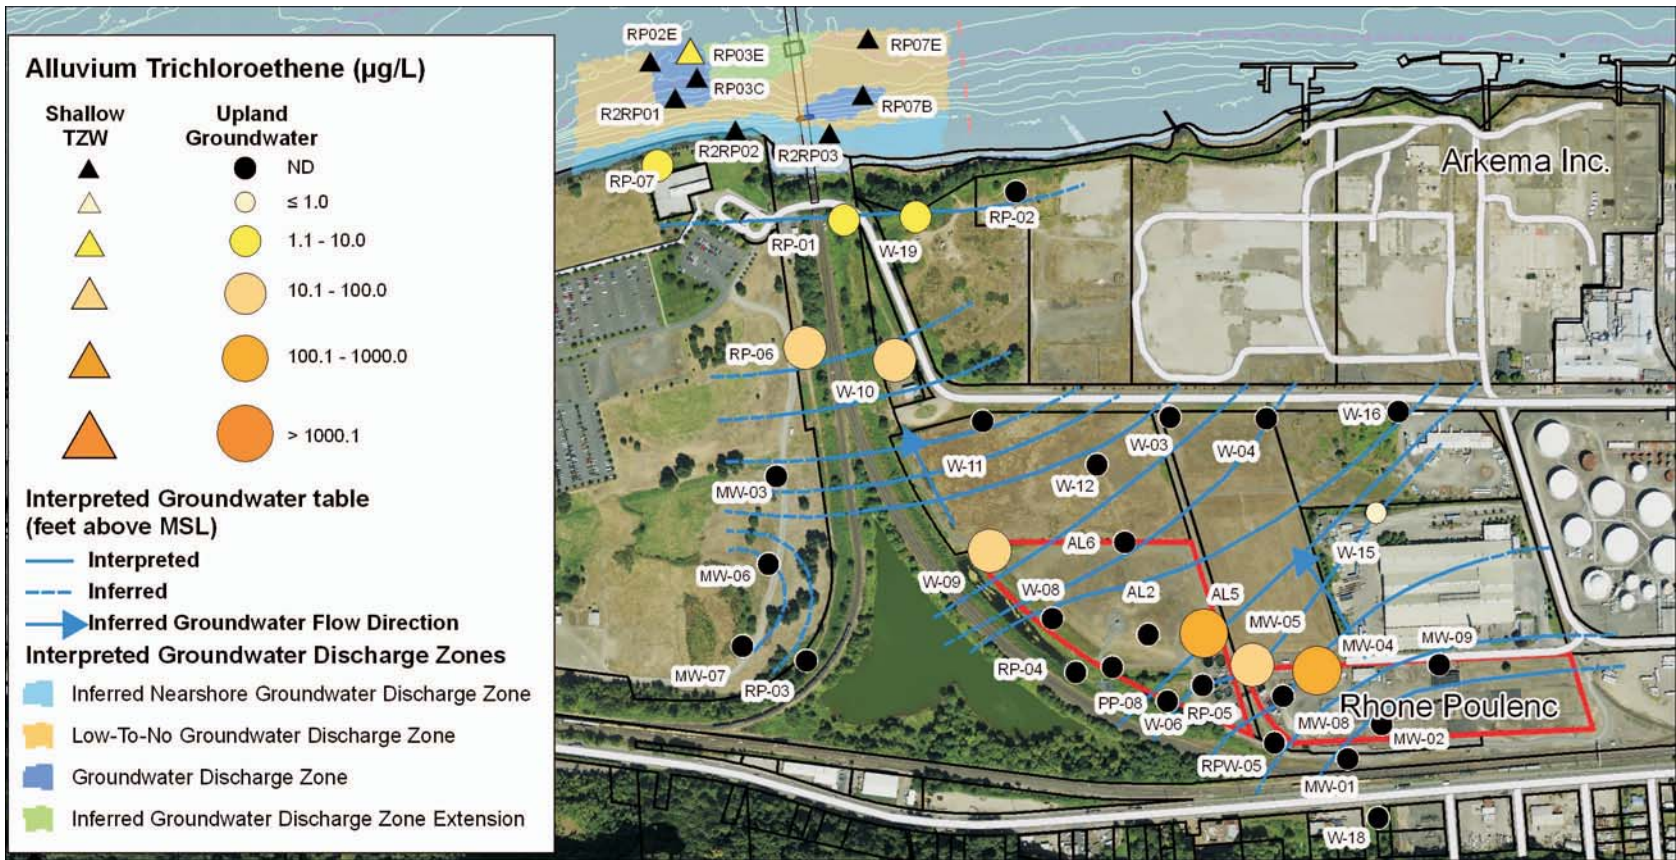 Alluvium Trichloroethene (µg/L)
Shallow
TZW
Upland
Groundwater
ND
≤ 1.0
1.1 - 10.0
10.1 - 100.0
100.1 - 1000.0
> 1000.1
Interpreted Groundwater table
(feet above MSL)
Interpreted
Inferred
Inferred Groundwater Flow Direction
Interpreted Groundwater Discharge Zones
Inferred Nearshore Groundwater Discharge Zone
Low-To-No Groundwater Discharge Zone
Groundwater Discharge Zone
Inferred Groundwater Discharge Zone Extension
RP02E
RP03E
RP07E
RP03C
R2RP01
RP07B
R2RP02
R2RP03
RP-07
Arkema Inc.
RP-02
RP-01
W-19
RP-06
W-10
W-16
W-03
W-04
W-11
W-12
MW-03
AL6
W-15
MW-06
W-09
W-08
AL2
AL5
MW-05
MW-04
MW-09
MW-07
RP-03
RP-04
PP-08
W-06
RP-05
Rhone Poulenc
MW-08
MW-02
RPW-05
MW-01
W-18